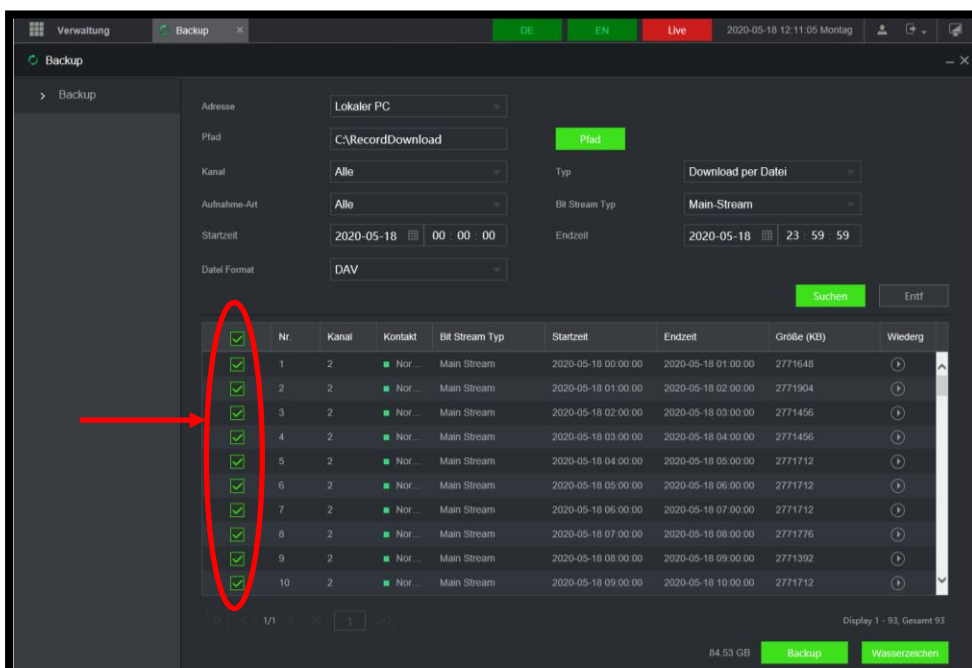 Verwaltung Backup × DE EN Live 2020-05-18 12:11:05 Montag
Backup
Backup
Adresse Lokaler PC
Pfad C:\RecordDownload Pfad
Kanal Alle Typ Download per Datei
Aufnahme-Art Alle Bit Stream Typ Main-Stream
Startzeit 2020-05-18 00 : 00 : 00 Endzeit 2020-05-18 23 : 59 : 59
Datei Format DAV
Suchen Entf
Nr. Kanal Kontakt Bit Stream Typ Startzeit Endzeit Größe (KB) Wiederg
1 2 Nor... Main Stream 2020-05-18 00:00:00 2020-05-18 01:00:00 2771648
2 2 Nor... Main Stream 2020-05-18 01:00:00 2020-05-18 02:00:00 2771904
3 2 Nor... Main Stream 2020-05-18 02:00:00 2020-05-18 03:00:00 2771456
4 2 Nor... Main Stream 2020-05-18 03:00:00 2020-05-18 04:00:00 2771456
5 2 Nor... Main Stream 2020-05-18 04:00:00 2020-05-18 05:00:00 2771712
6 2 Nor... Main Stream 2020-05-18 05:00:00 2020-05-18 06:00:00 2771712
7 2 Nor... Main Stream 2020-05-18 06:00:00 2020-05-18 07:00:00 2771712
8 2 Nor... Main Stream 2020-05-18 07:00:00 2020-05-18 08:00:00 2771776
9 2 Nor... Main Stream 2020-05-18 08:00:00 2020-05-18 09:00:00 2771392
10 2 Nor... Main Stream 2020-05-18 09:00:00 2020-05-18 10:00:00 2771712
1/1 1 Display 1 - 93, Gesamt 93
84.53 GB Backup Wasserzeichen